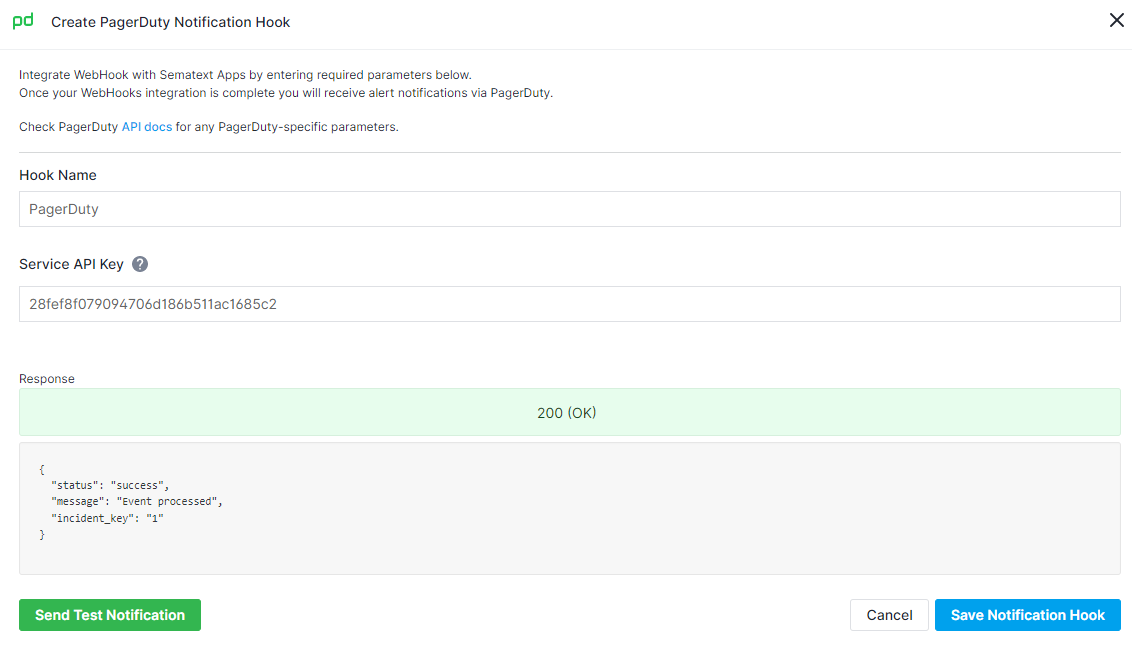 pd Create PagerDuty Notification Hook
Integrate WebHook with Sematext Apps by entering required parameters below.
Once your WebHooks integration is complete you will receive alert notifications via PagerDuty.
Check PagerDuty API docs for any PagerDuty-specific parameters.
Hook Name
PagerDuty
Service API Key ?
28fef8f079094706d186b511ac1685c2
Response
200 (OK)
{
"status": "success",
"message": "Event processed",
"incident_key": "1"
}
Send Test Notification Cancel Save Notification Hook